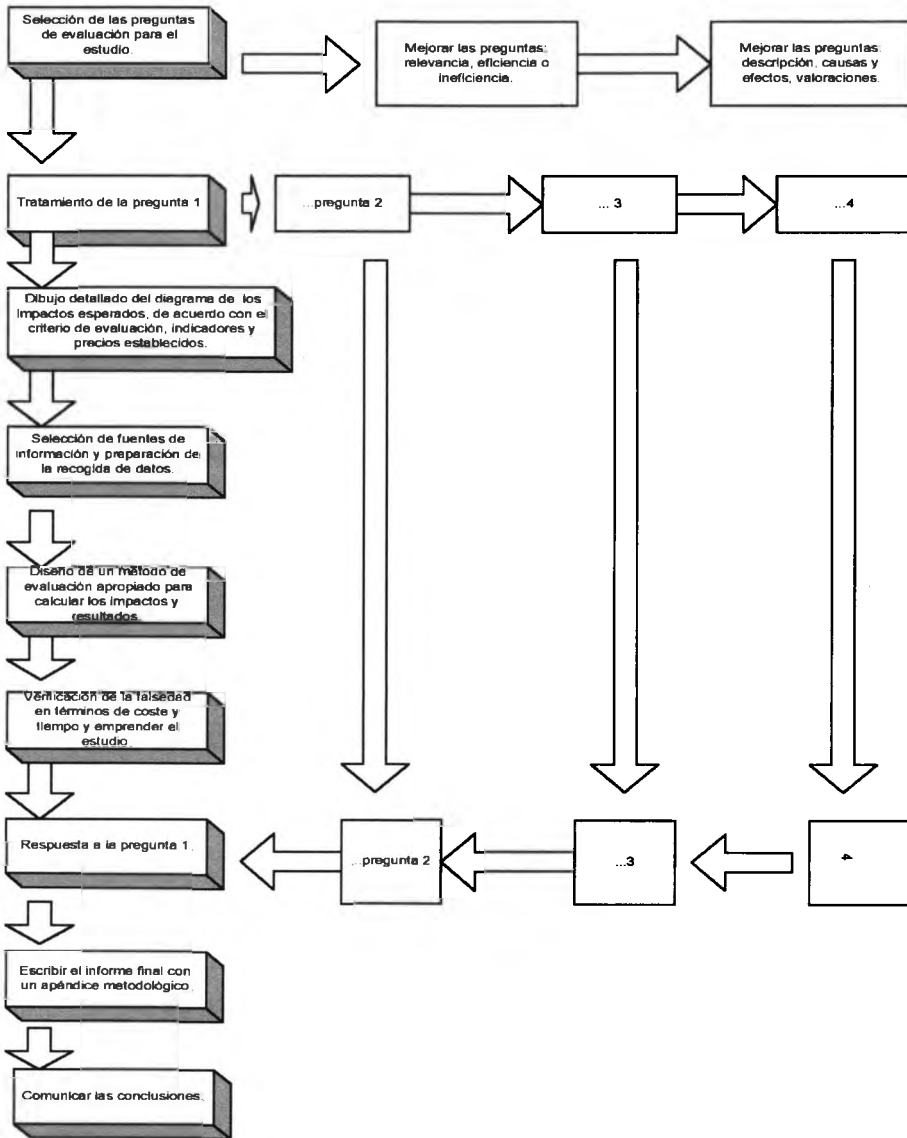 Selección de las preguntas
de evaluación para el
estudio.
Mejorar las preguntas:
relevancia, eficiencia o
ineficiencia.
Mejorar las preguntas:
descripción, causas y
efectos, valoraciones.
Tratamiento de la pregunta 1
...pregunta 2
... 3
...4
Dibujo detallado del diagrama de los
impactos esperados, de acuerdo con el
criterio de evaluación, indicadores y
precios establecidos.
Selección de fuentes de
información y preparación de
la recogida de datos.
Diseño de un método de
evaluación apropiado para
calcular los impactos y
resultados.
Verificación de la falsedad
en términos de coste y
tiempo y emprender el
estudio.
Respuesta a la pregunta 1.
...pregunta 2
...3
4
Escribir el informe final con
un apéndice metodológico.
Comunicar las conclusiones.